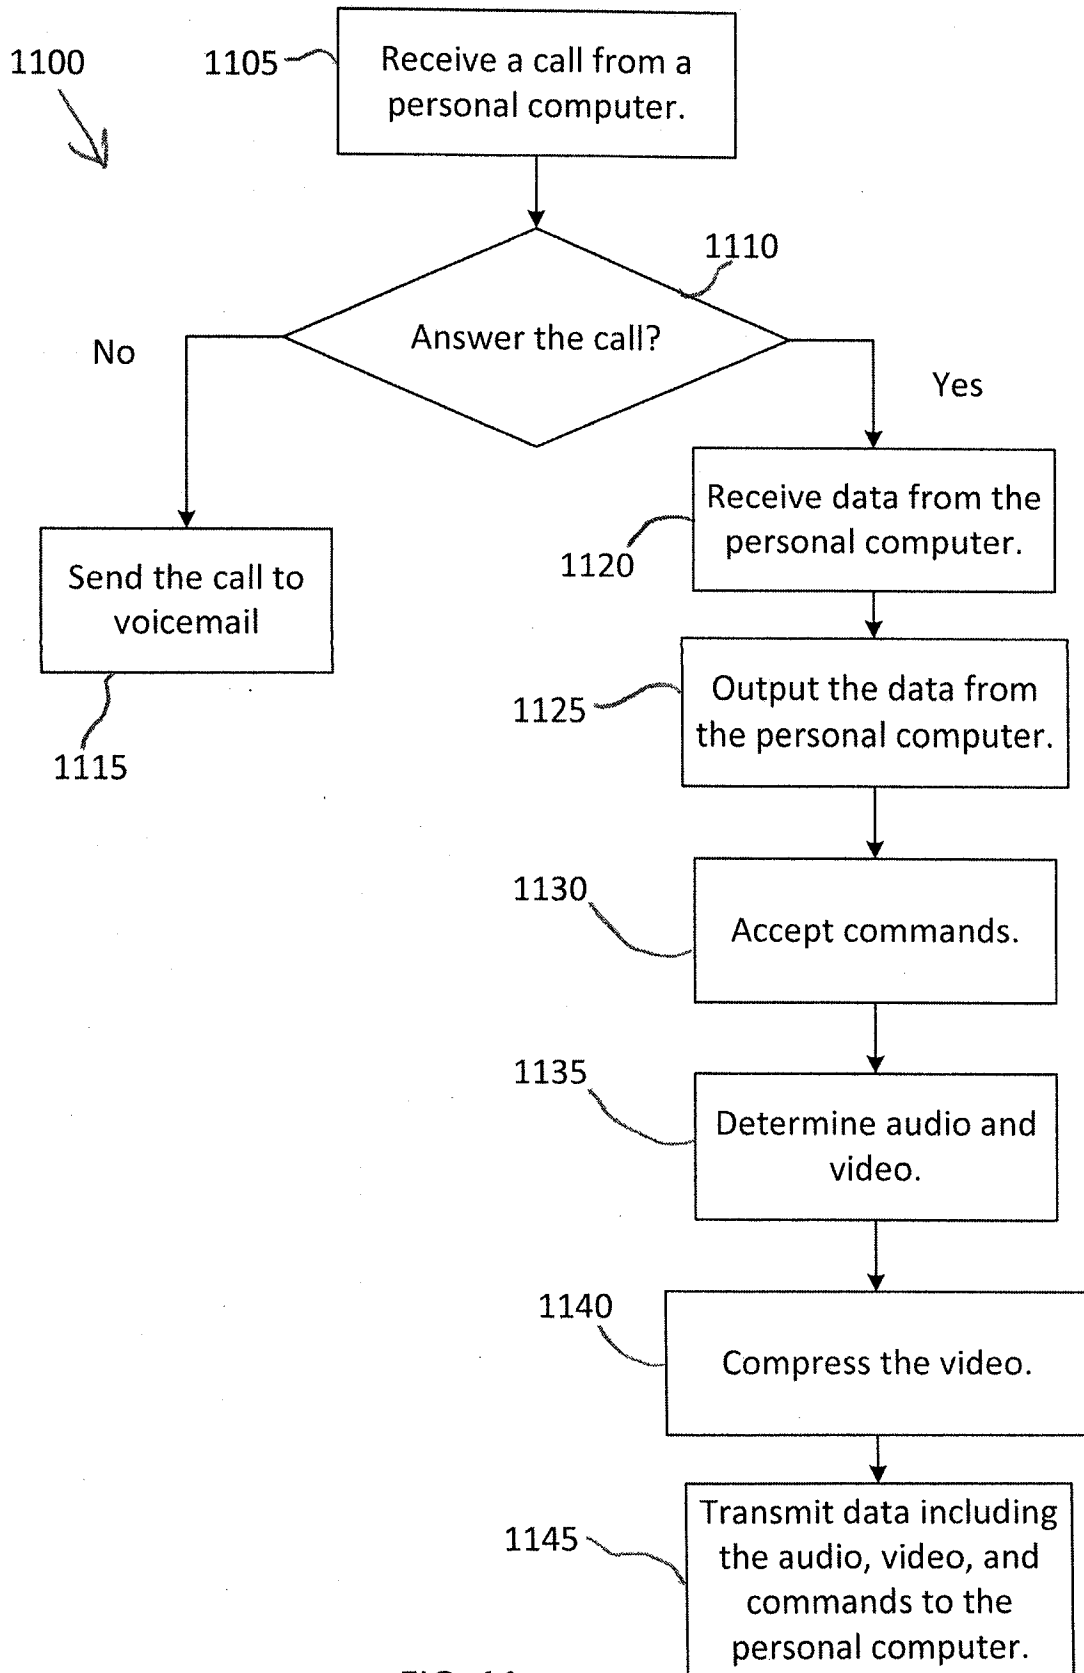 1100
1105
Receive a call from a
personal computer.
1110
Answer the call?
No
Yes
Receive data from the
personal computer.
1120
Send the call to
voicemail
1115
Output the data from
the personal computer.
1125
1130
Accept commands.
1135
Determine audio and
video.
1140
Compress the video.
1145
Transmit data including
the audio, video, and
commands to the
personal computer.